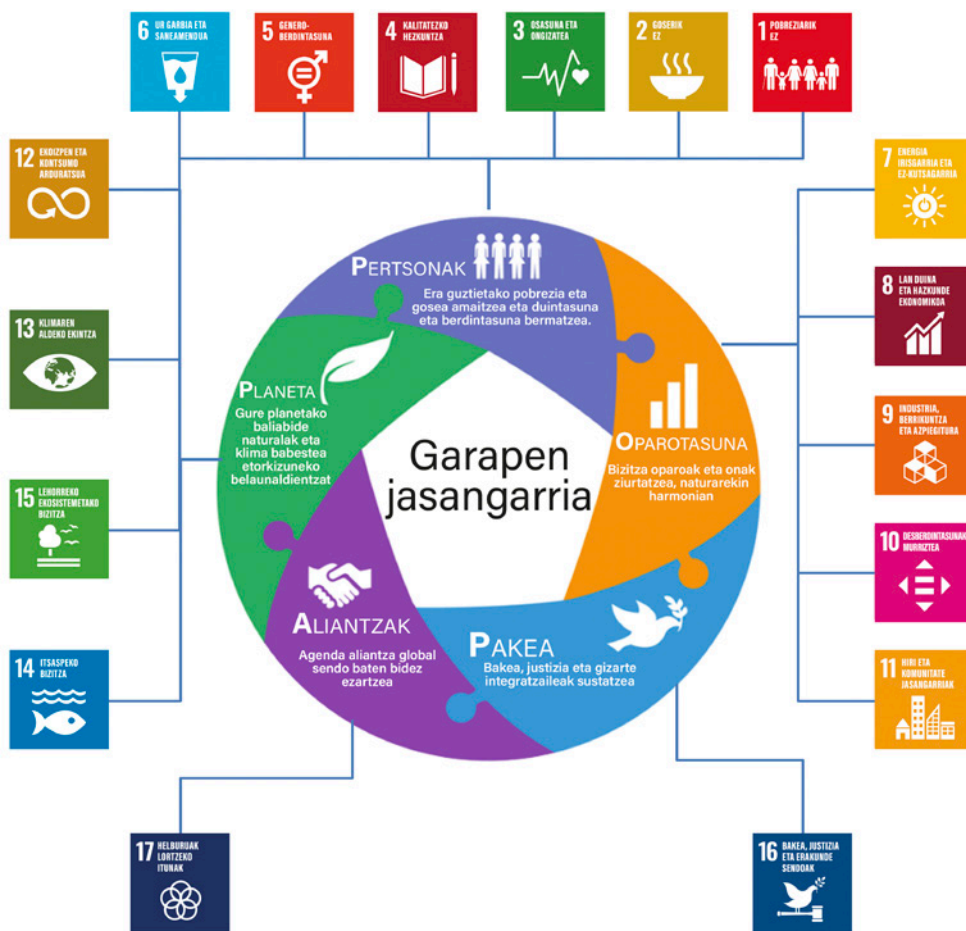 6 UR GARBIA ETA
SANEAMENDUA
5 GENERO-
BERDINTASUNA
4 KALITATEZKO
HEZKUNTZA
3 OSASUNA ETA
ONGIZATEA
2 GOSERIK
EZ
1 POBREZIARIK
EZ
12 EKOIZPEN ETA
KONTSUMO
ARDURATSUA
13 KLIMAREN
ALDEKO EKINTZA
15 LEHORREKO
EKOSISTEMETAKO
BIZITZA
14 ITSASPEKO
BIZITZA
7 ENERGIA
IRISGARRIA ETA
EZ-KUTSAGARRIA
8 LAN DUINA
ETA HAZKUNDE
EKONOMIKOA
9 INDUSTRIA,
BERRIKUNTZA
ETA AZPIEGITURA
10 DESBERDINTASUNAK
MURRIZTEA
11 HIRI ETA
KOMUNITATE
JASANGARRIAK
PERTSONAK
Era guztietako pobrezia eta
gosea amaitzea eta duintasuna
eta berdintasuna bermatzea.
PLANETA
Gure planetako
baliabide
naturalak eta
klima babestea
etorkizuneko
belaunaldientzat
OPAROTASUNA
Bizitza oparoak eta onak
ziurtatzea, naturarekin
harmonian
Garapen
jasangarria
ALIANTZAK
Agenda aliantza global
sendo baten bidez
ezartzea
PAKEA
Bakea, justizia eta gizarte
integratzaileak sustatzea
17 HELBURUAK
LORTZEKO
ITUNAK
16 BAKEA, JUSTIZIA
ETA ERAKUNDE
SENDOAK